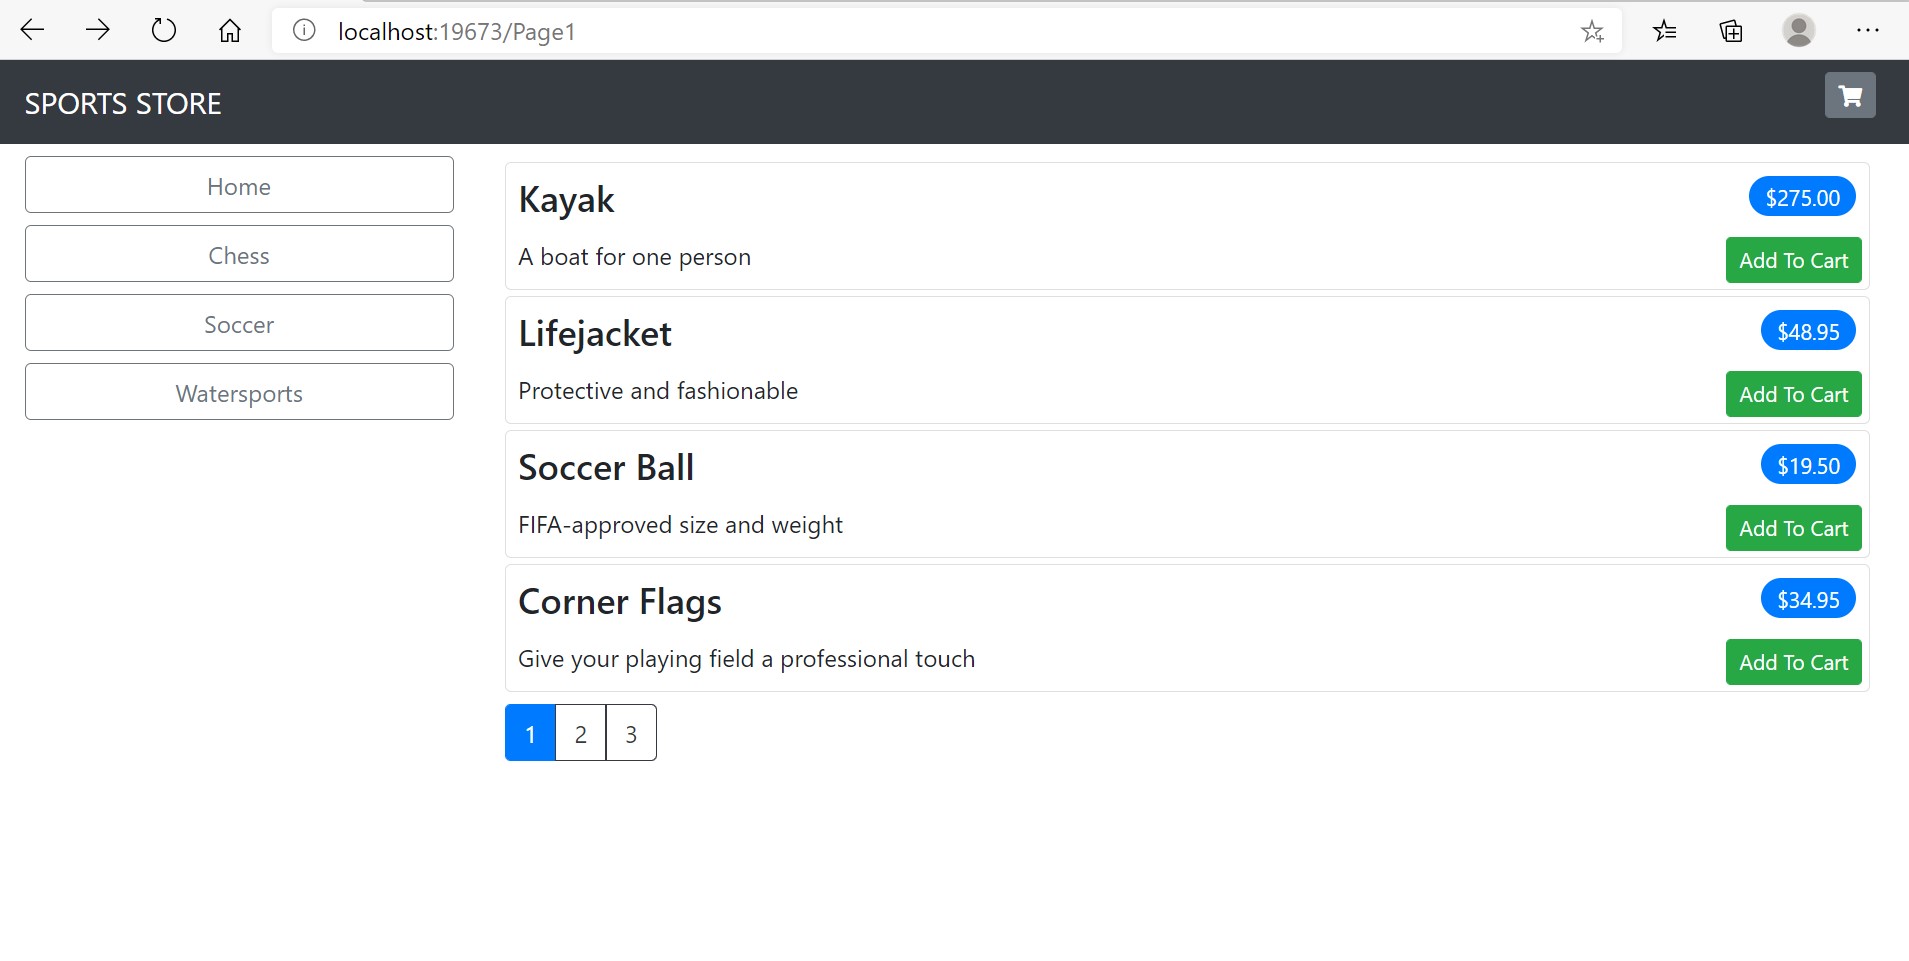 localhost:19673/Page1
SPORTS STORE
Home
Chess
Soccer
Watersports
Kayak
$275.00
A boat for one person
Add To Cart
Lifejacket
$48.95
Protective and fashionable
Add To Cart
Soccer Ball
$19.50
FIFA-approved size and weight
Add To Cart
Corner Flags
$34.95
Give your playing field a professional touch
Add To Cart
1 2 3